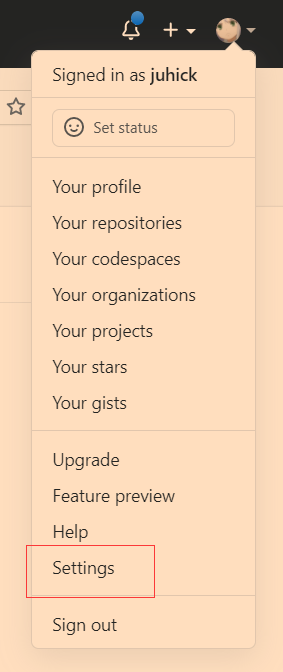 Signed in as juhick
Set status
Your profile
Your repositories
Your codespaces
Your organizations
Your projects
Your stars
Your gists
Upgrade
Feature preview
Help
Settings
Sign out